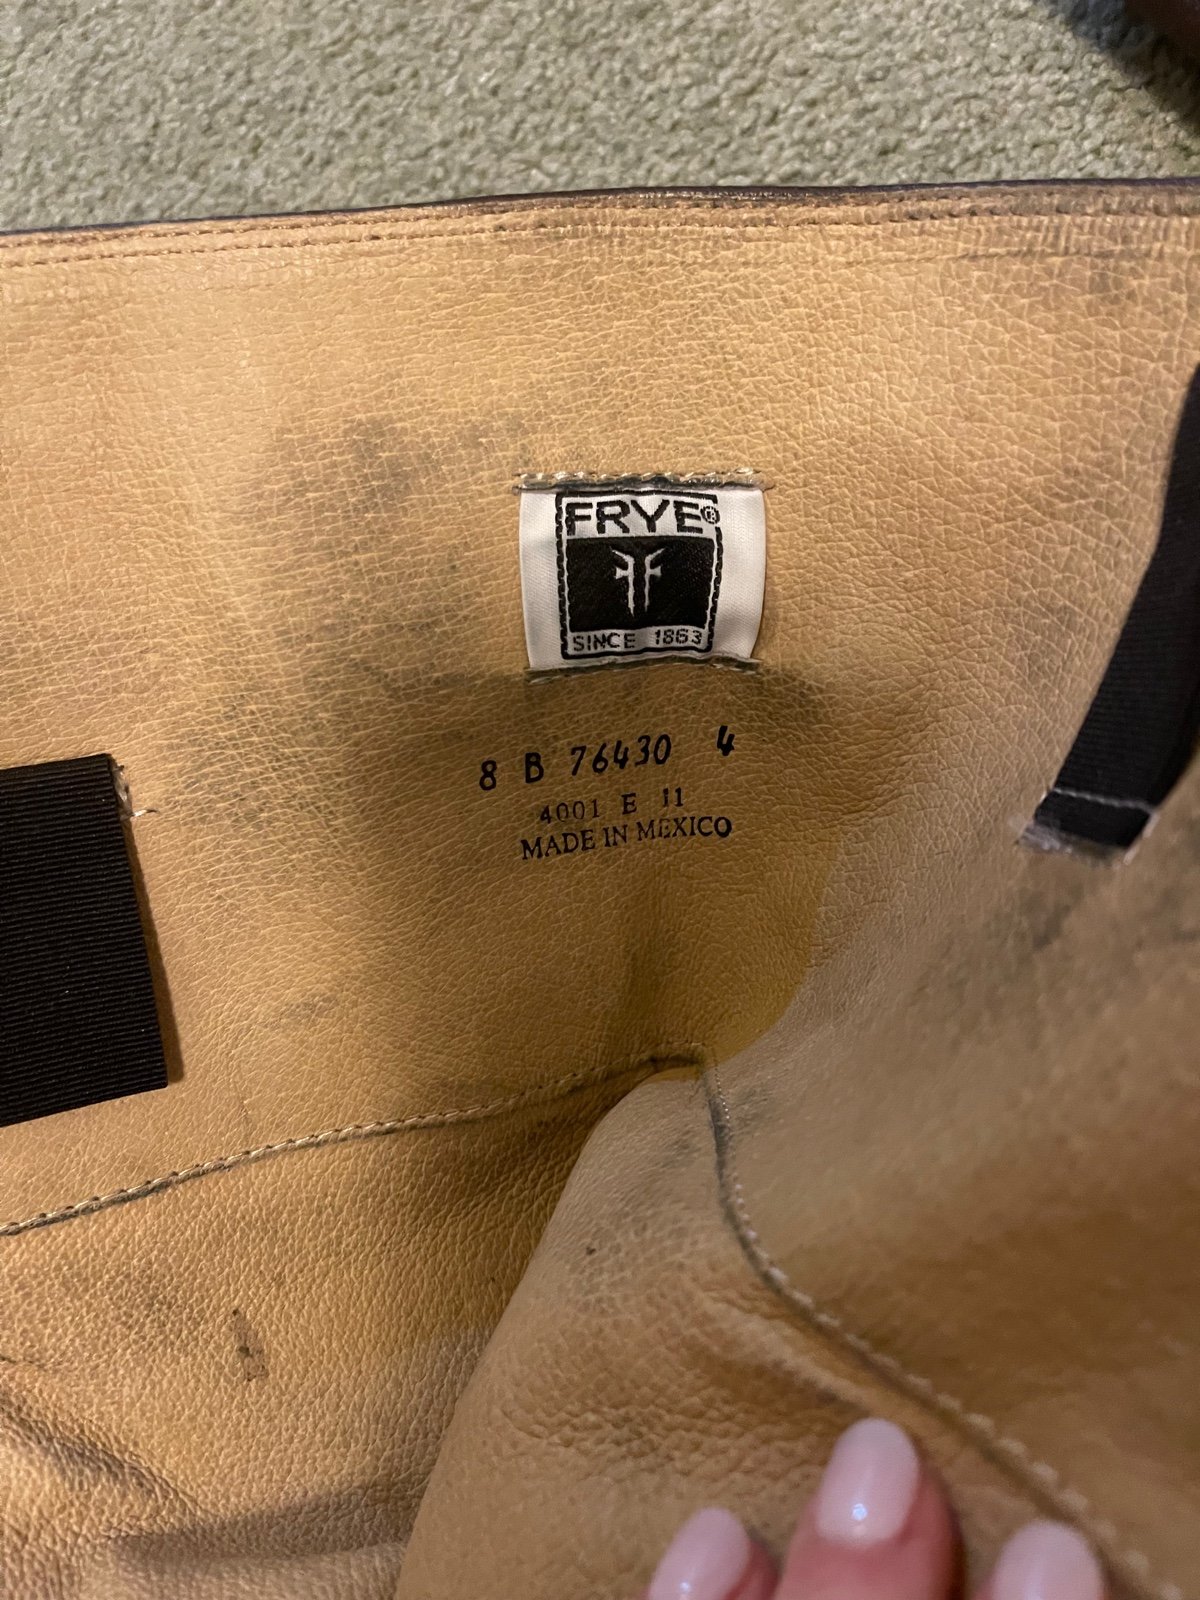 FRYE®
SINCE 1863
8 B 76430 4
4001 E 11
MADE IN MEXICO